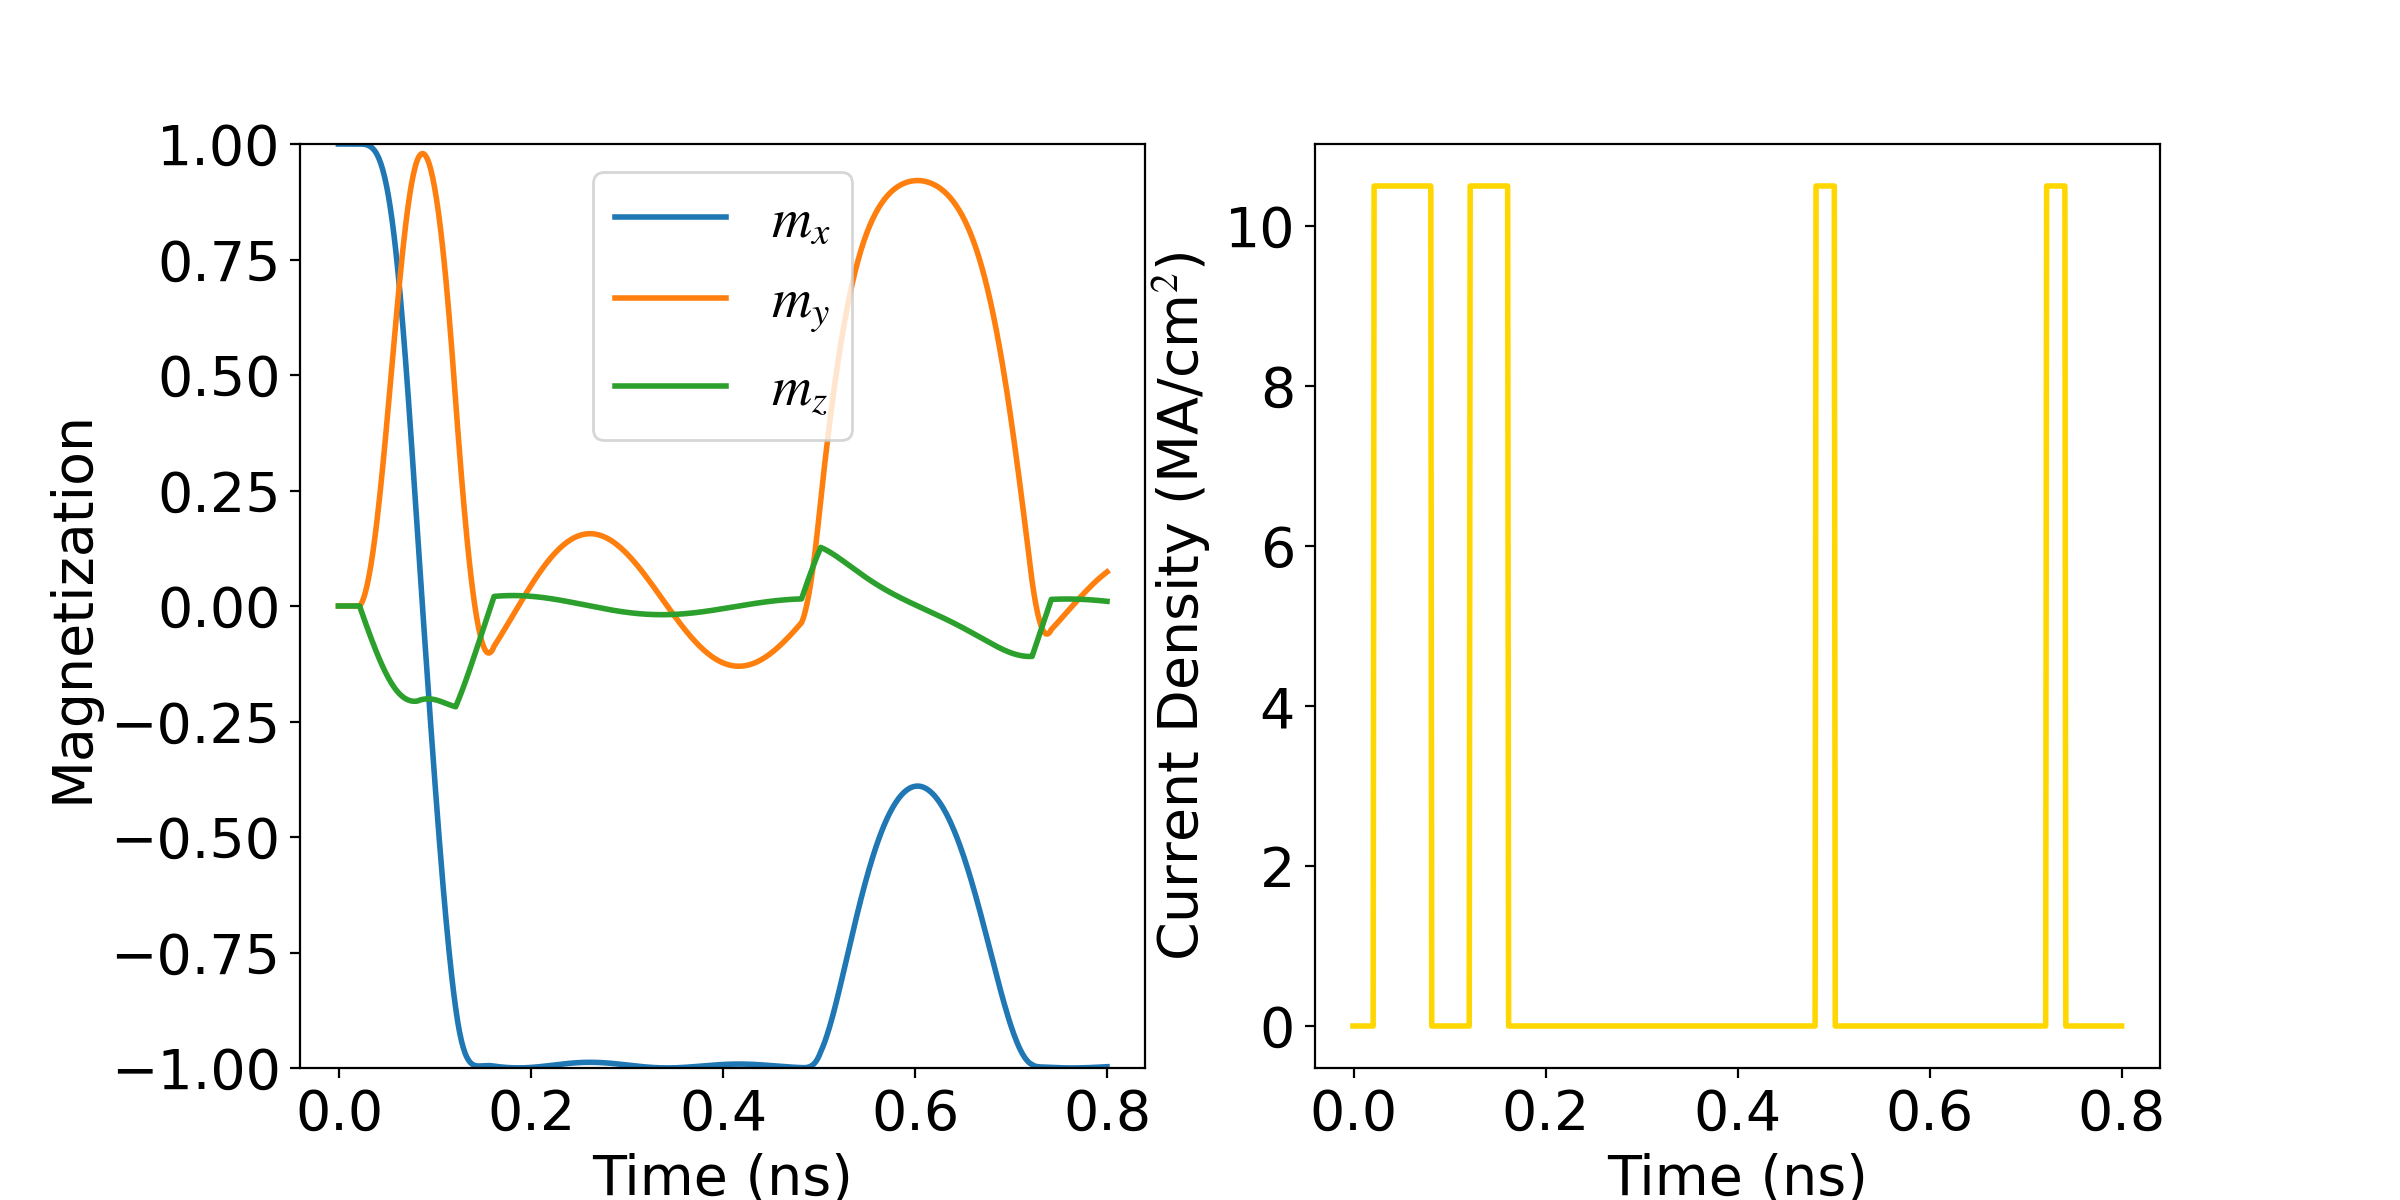 Magnetization
1.00
0.75
0.50
0.25
0.00
−0.25
−0.50
−0.75
−1.00
0.0 0.2 0.4 0.6 0.8
Time (ns)
m_x
m_y
m_z
Current Density (MA/cm²)
10
8
6
4
2
0
0.0 0.2 0.4 0.6 0.8
Time (ns)